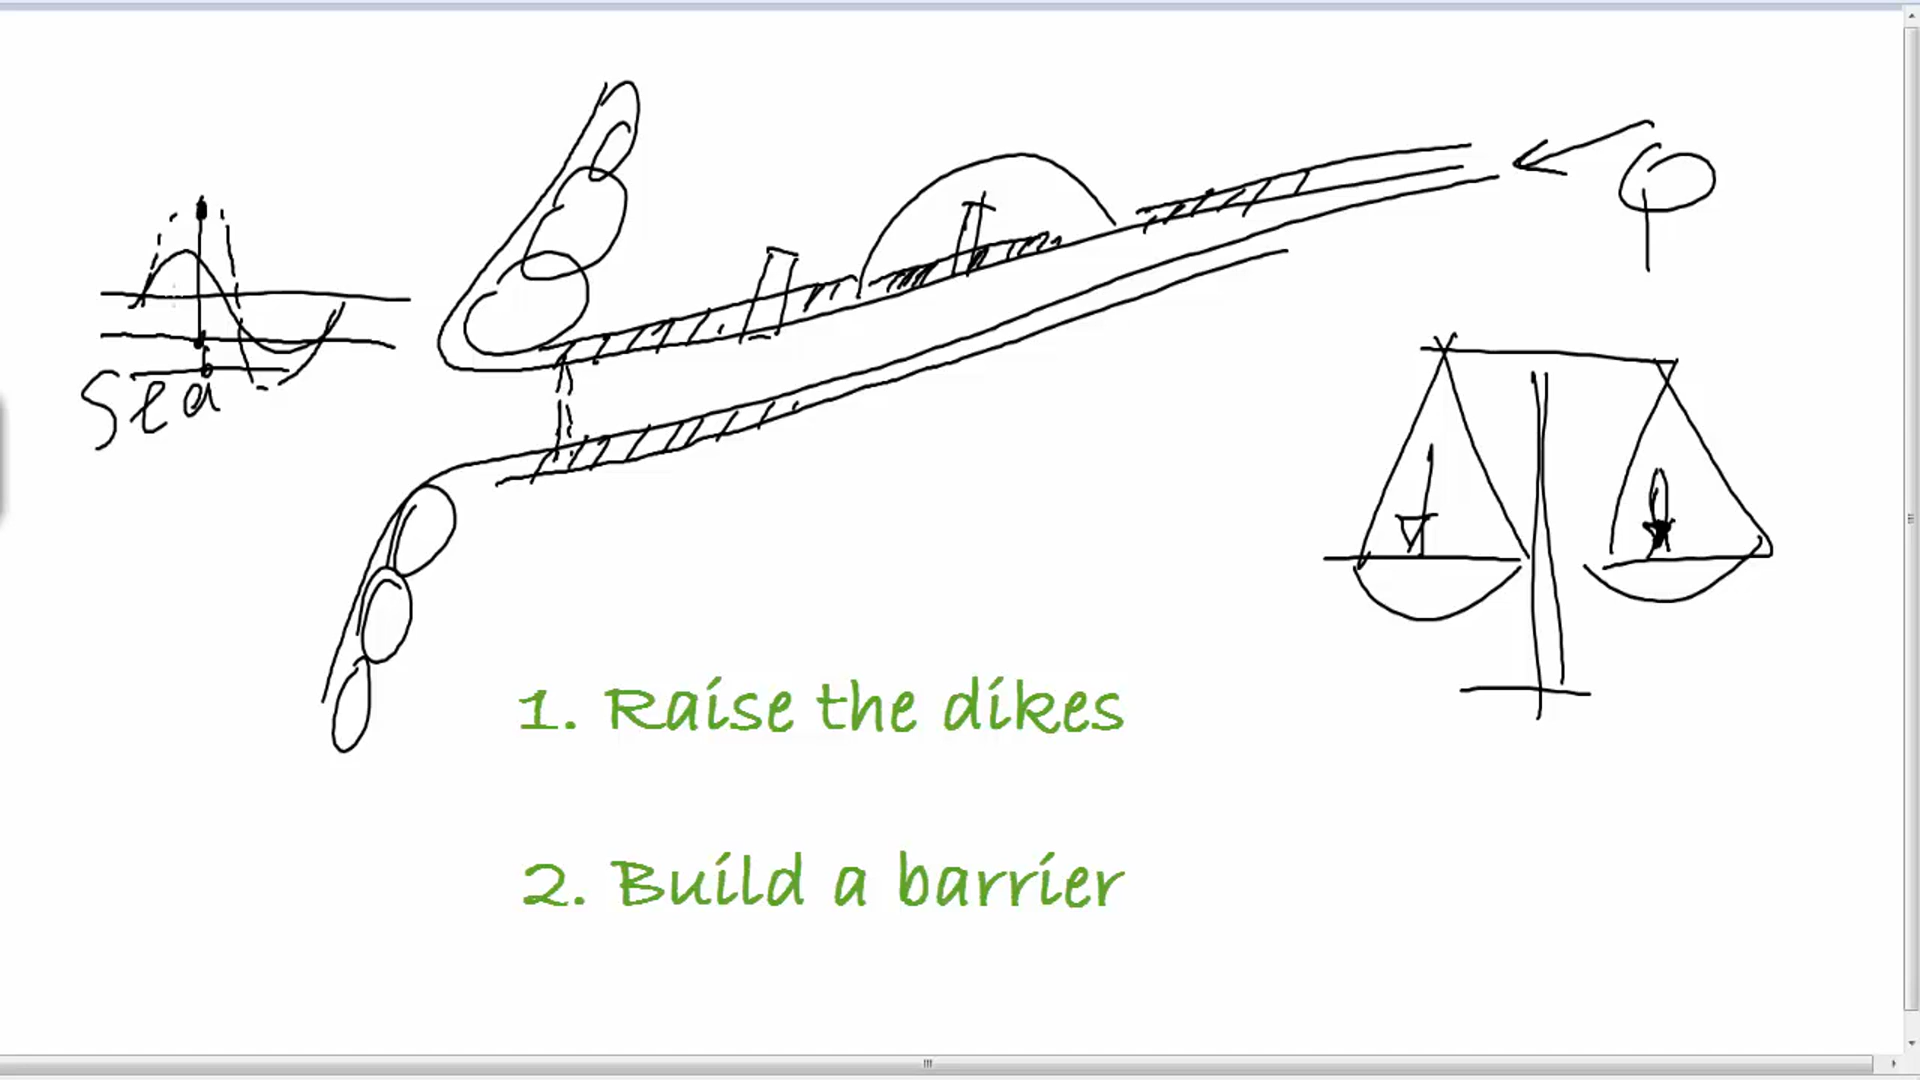 Sea
1. Raise the dikes
2. Build a barrier